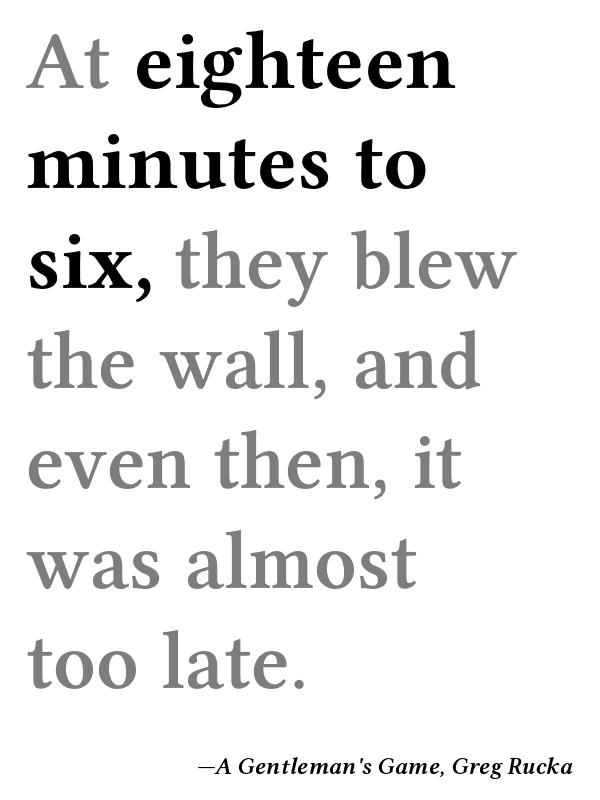 At eighteen
minutes to
six, they blew
the wall, and
even then, it
was almost
too late.
—A Gentleman's Game, Greg Rucka